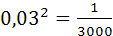 0,03² = 1/3000